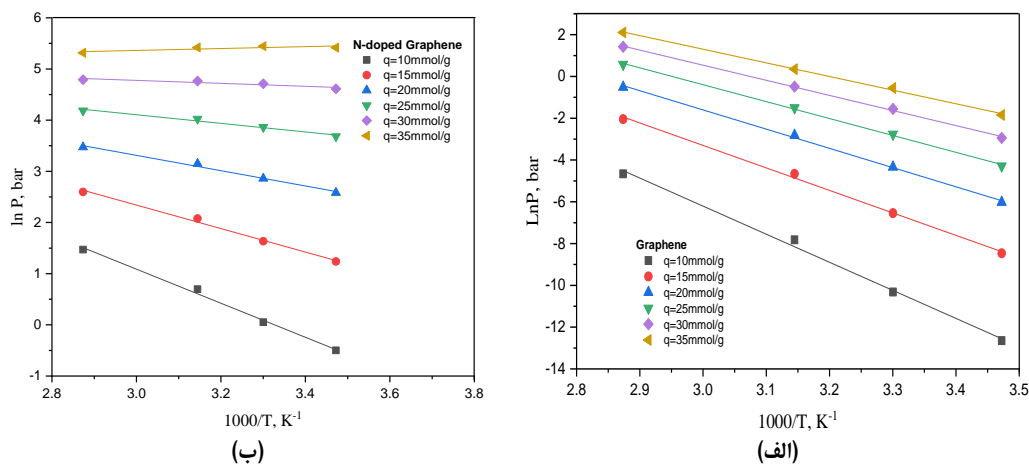 6
5
4
3
2
1
0
-1
ln P, bar
N-doped Graphene
q=10mmol/g
q=15mmol/g
q=20mmol/g
q=25mmol/g
q=30mmol/g
q=35mmol/g
2.8 3.0 3.2 3.4 3.6 3.8
1000/T, K-1
(ب)
2
0
-2
-4
-6
-8
-10
-12
-14
LnP, bar
Graphene
q=10mmol/g
q=15mmol/g
q=20mmol/g
q=25mmol/g
q=30mmol/g
q=35mmol/g
2.8 2.9 3.0 3.1 3.2 3.3 3.4 3.5
1000/T, K-1
(الف)